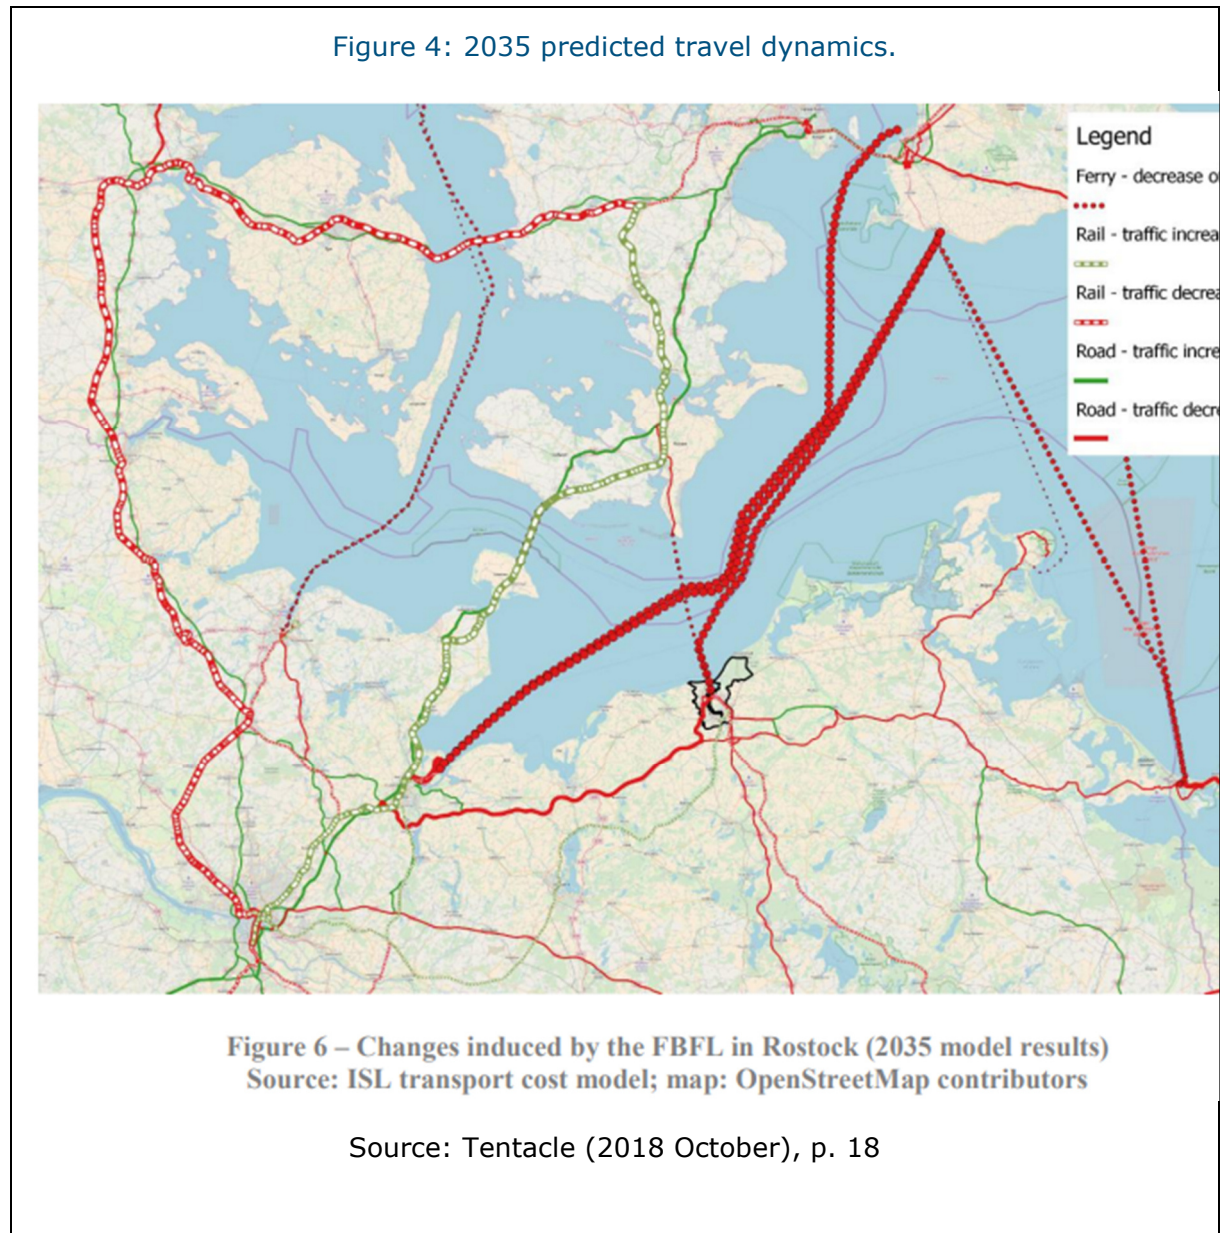 Figure 4: 2035 predicted travel dynamics.
Legend
Ferry - decrease o
Rail - traffic increa
Rail - traffic decrea
Road - traffic incre
Road - traffic decre
Figure 6 – Changes induced by the FBFL in Rostock (2035 model results)
Source: ISL transport cost model; map: OpenStreetMap contributors
Source: Tentacle (2018 October), p. 18